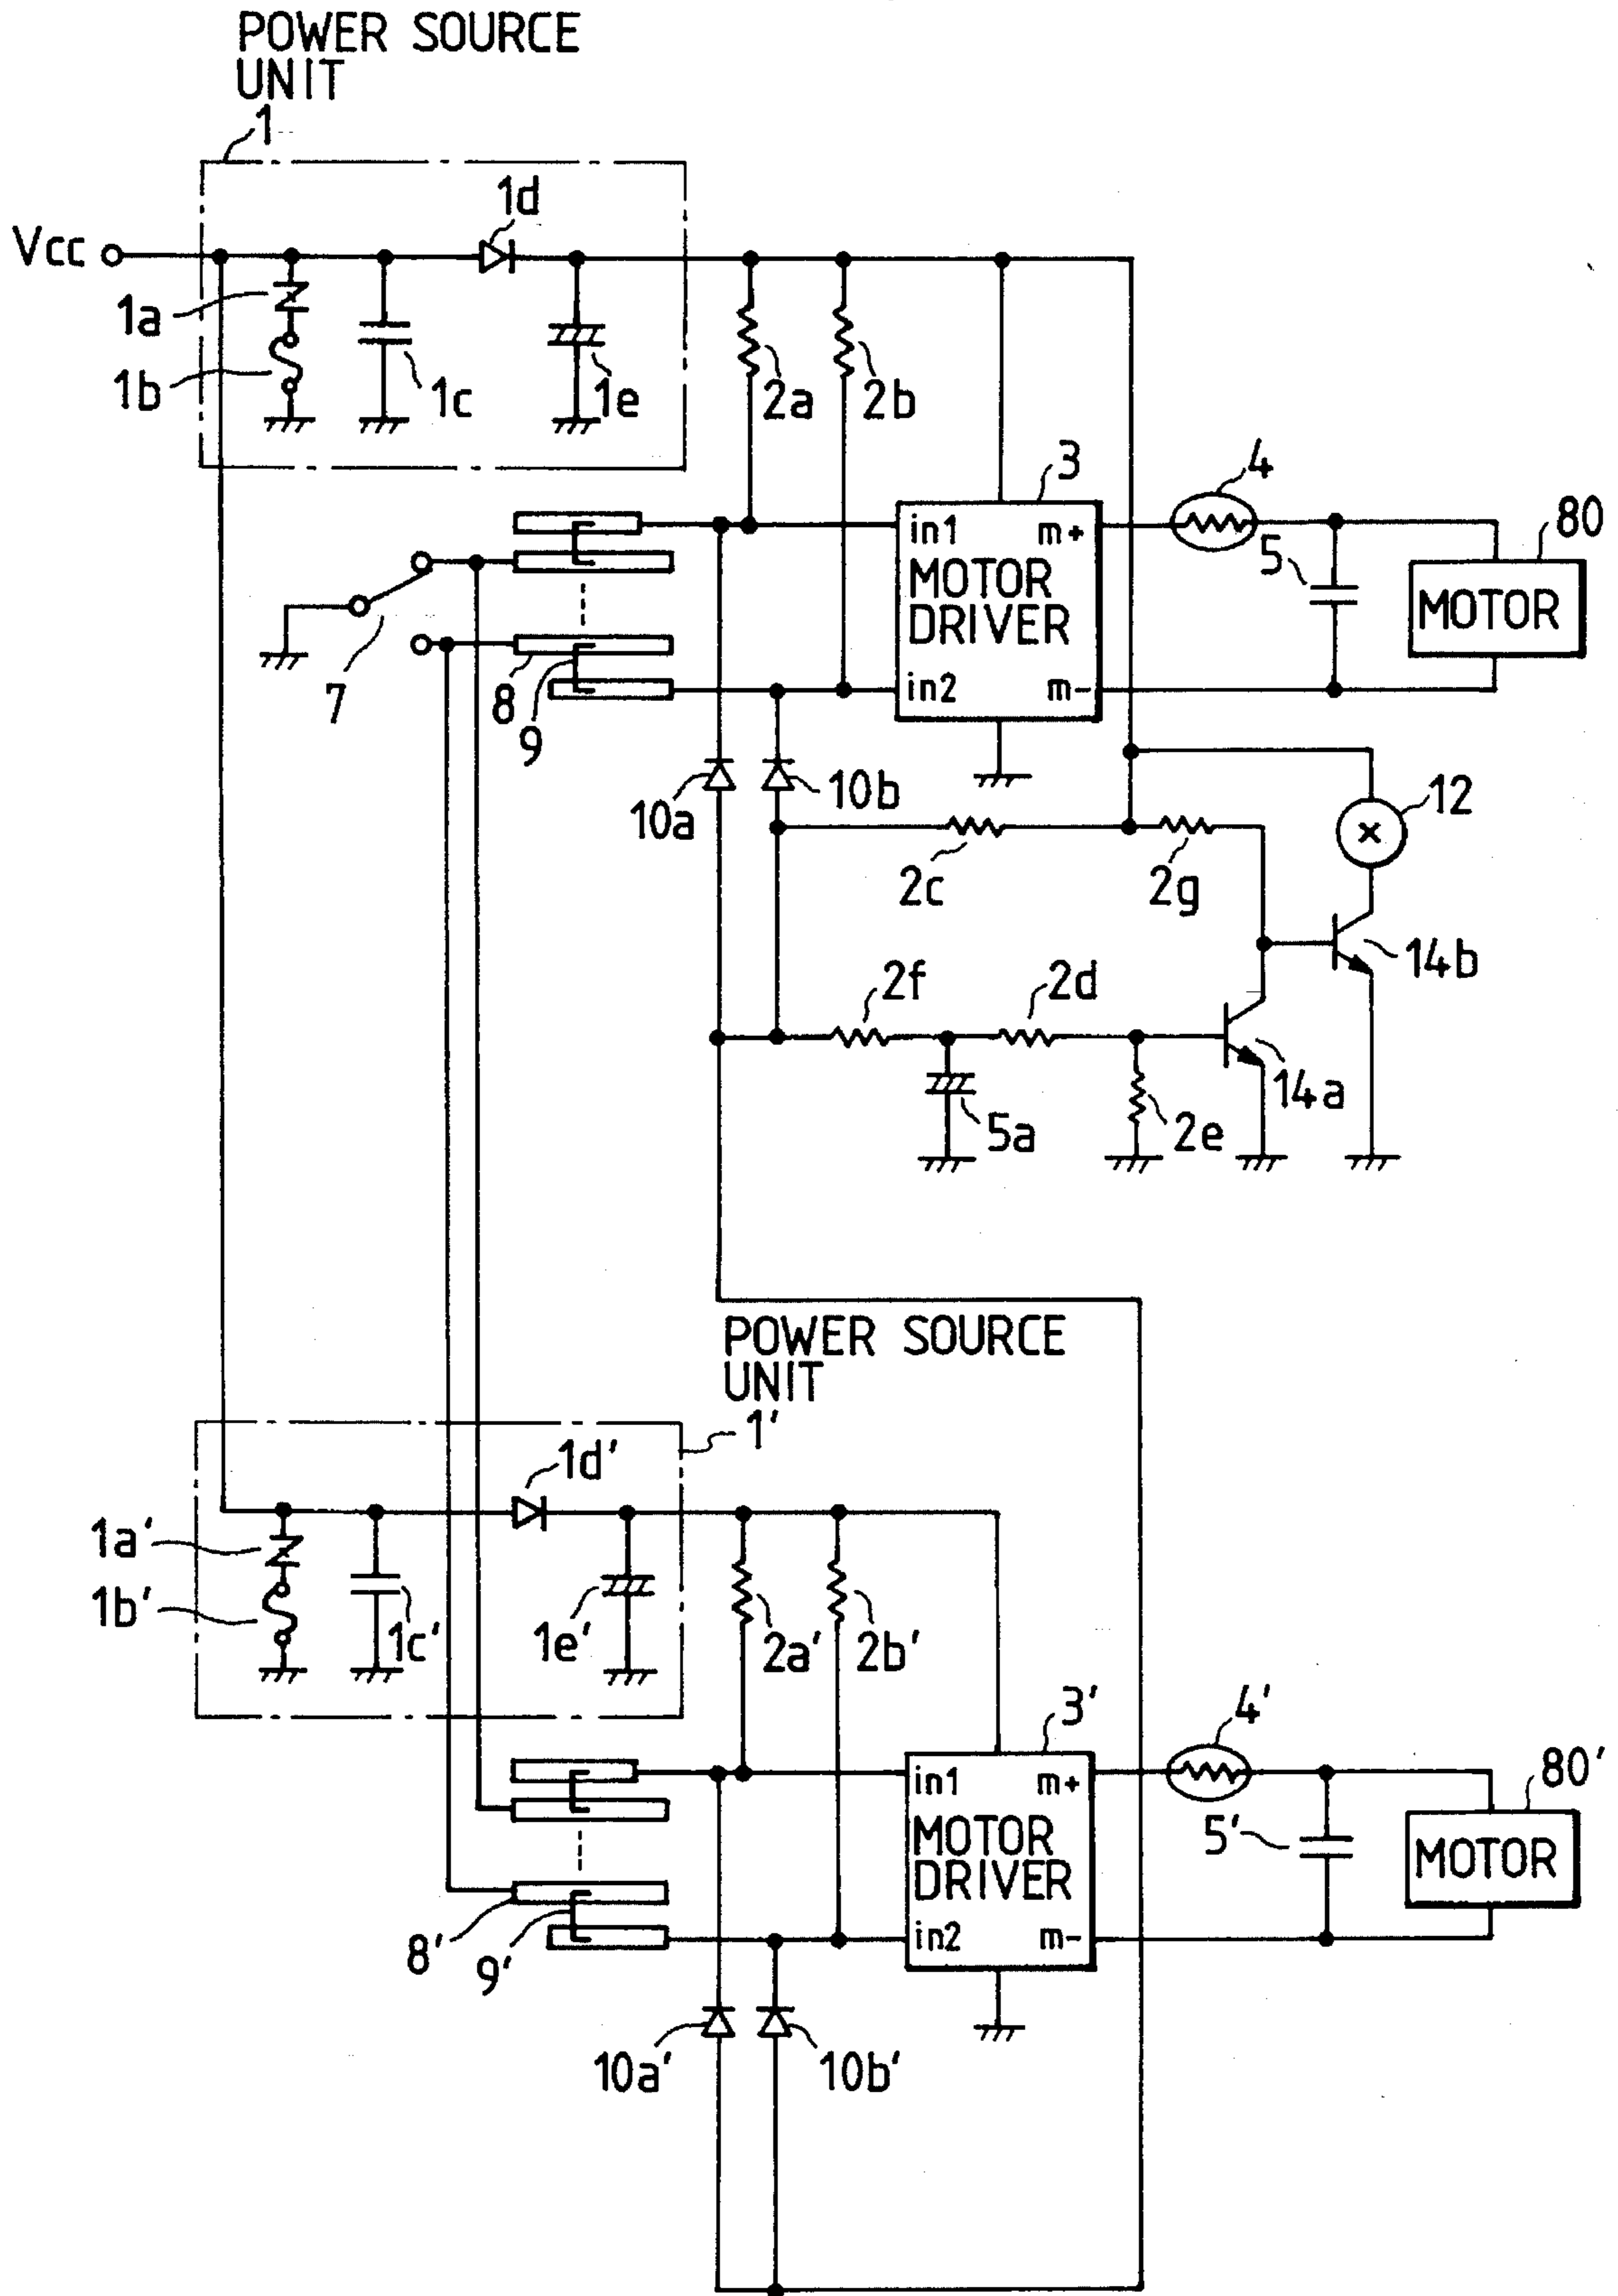 POWER SOURCE
UNIT
1
1d
Vcc
1a
1b
1c
1e
2a
2b
3
4
80
in1
m+
5
MOTOR
DRIVER
MOTOR
7
8
9
in2
m-
10a
10b
12
2c
2g
14b
2f
2d
14a
5a
2e
POWER SOURCE
UNIT
1'
1d'
1a'
1b'
1c'
1e'
2a'
2b'
3'
4'
80'
in1
m+
5'
MOTOR
DRIVER
MOTOR
8'
9'
in2
m-
10a'
10b'